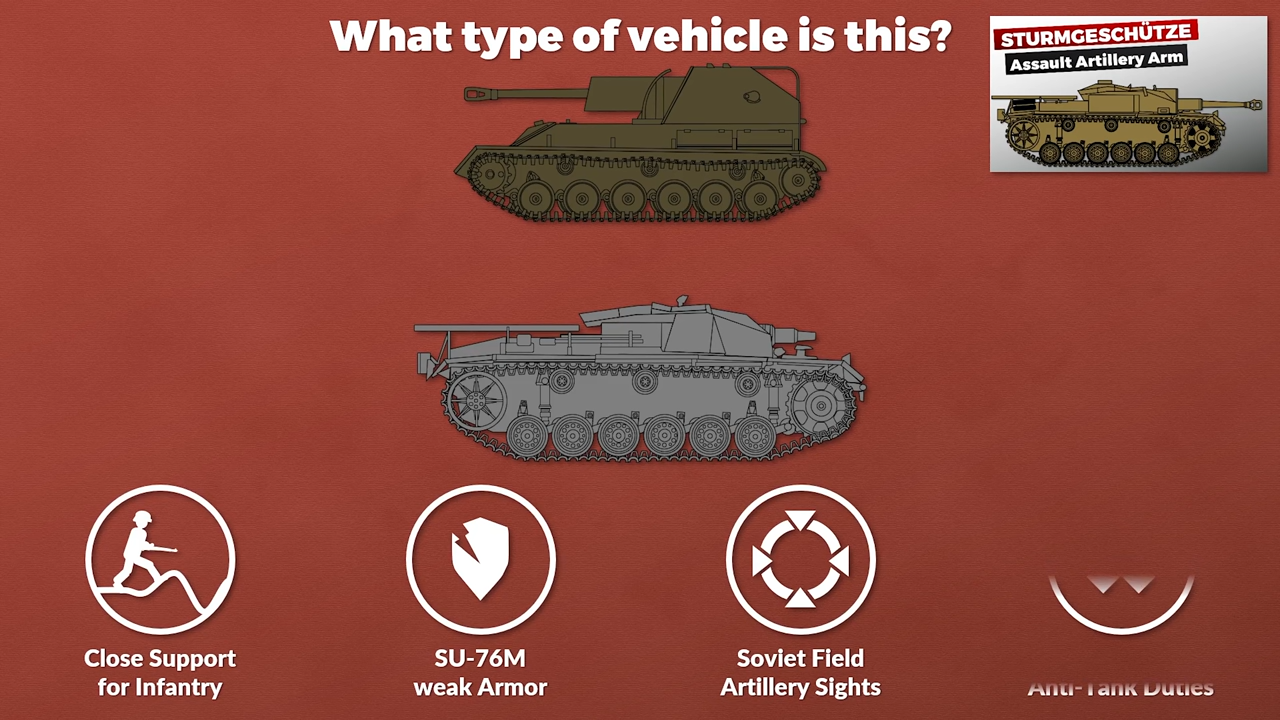 What type of vehicle is this?
STURMGESCHÜTZE
Assault Artillery Arm
Close Support
for Infantry
SU-76M
weak Armor
Soviet Field
Artillery Sights
Anti-Tank Duties